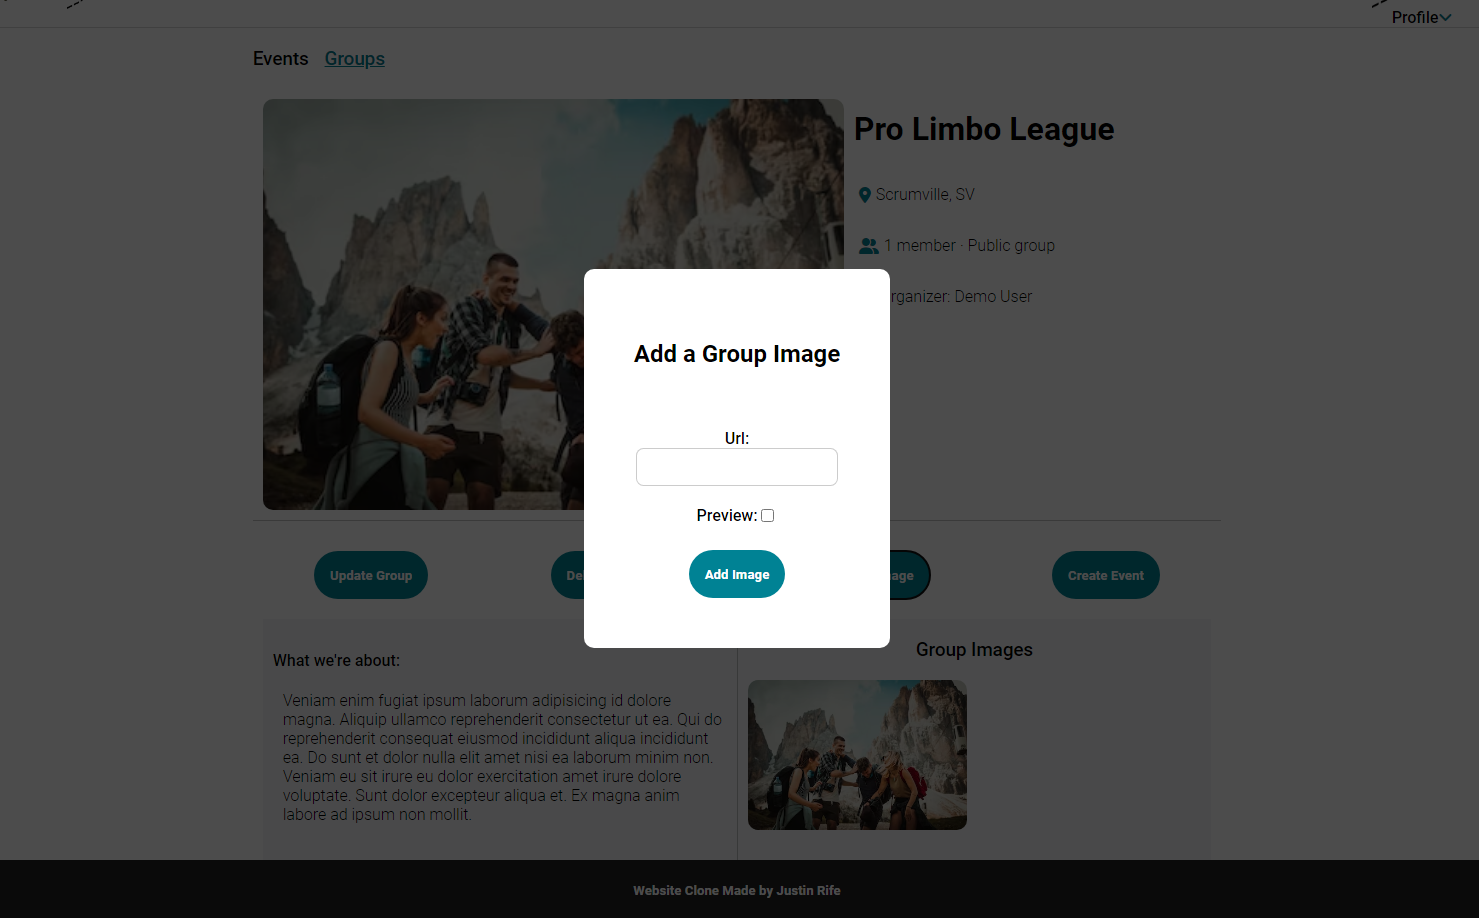 Profile
Events Groups
Pro Limbo League
Scrumville, SV
1 member · Public group
rganizer: Demo User
Add a Group Image
Url:
Preview:
Add Image
Update Group
Create Event
What we're about:
Veniam enim fugiat ipsum laborum adipisicing id dolore
magna. Aliquip ullamco reprehenderit consectetur ut ea. Qui do
reprehenderit consequat eiusmod incididunt aliqua incididunt
ea. Do sunt et dolor nulla elit amet nisi ea laborum minim non.
Veniam eu sit irure eu dolor exercitation amet irure dolore
voluptate. Sunt dolor excepteur aliqua et. Ex magna anim
labore ad ipsum non mollit.
Group Images
Website Clone Made by Justin Rife